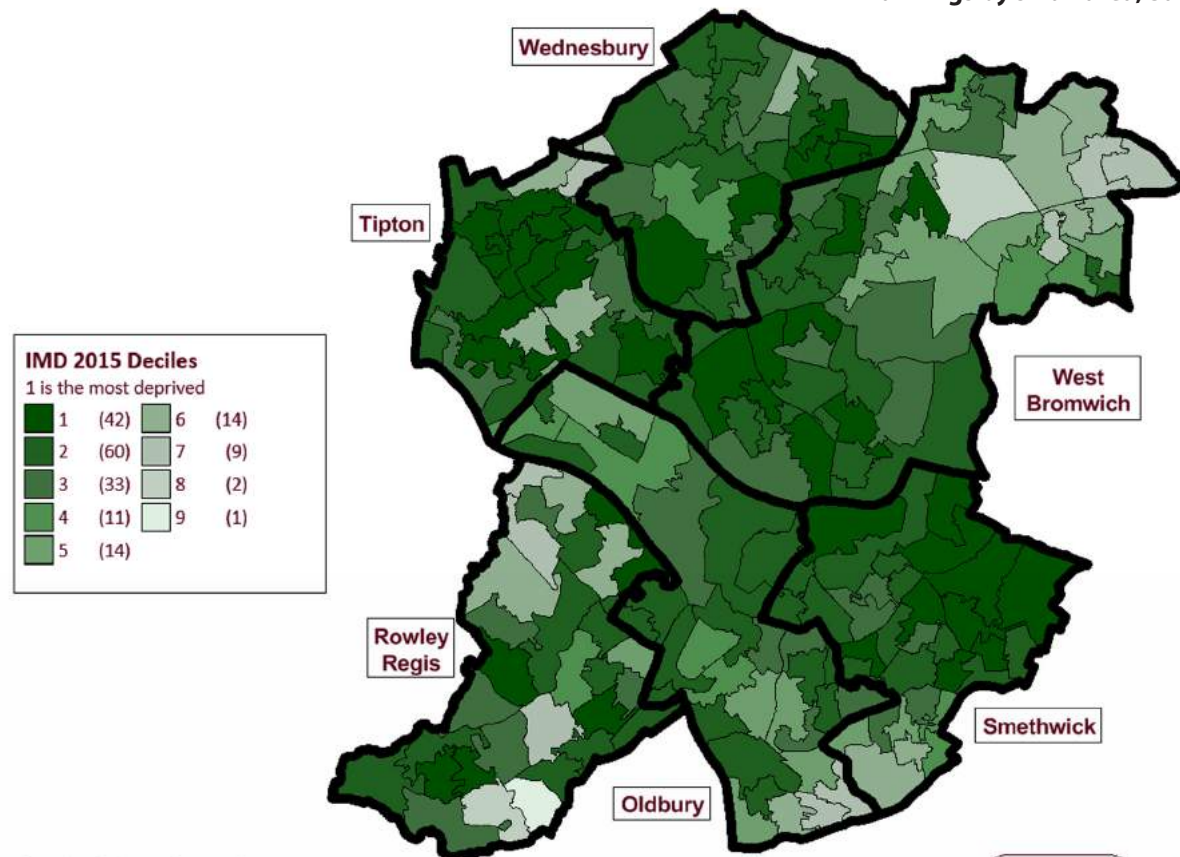 Wednesbury
Tipton
IMD 2015 Deciles
1 is the most deprived
1 (42) 6 (14)
2 (60) 7 (9)
3 (33) 8 (2)
4 (11) 9 (1)
5 (14)
West
Bromwich
Rowley
Regis
Smethwick
Oldbury